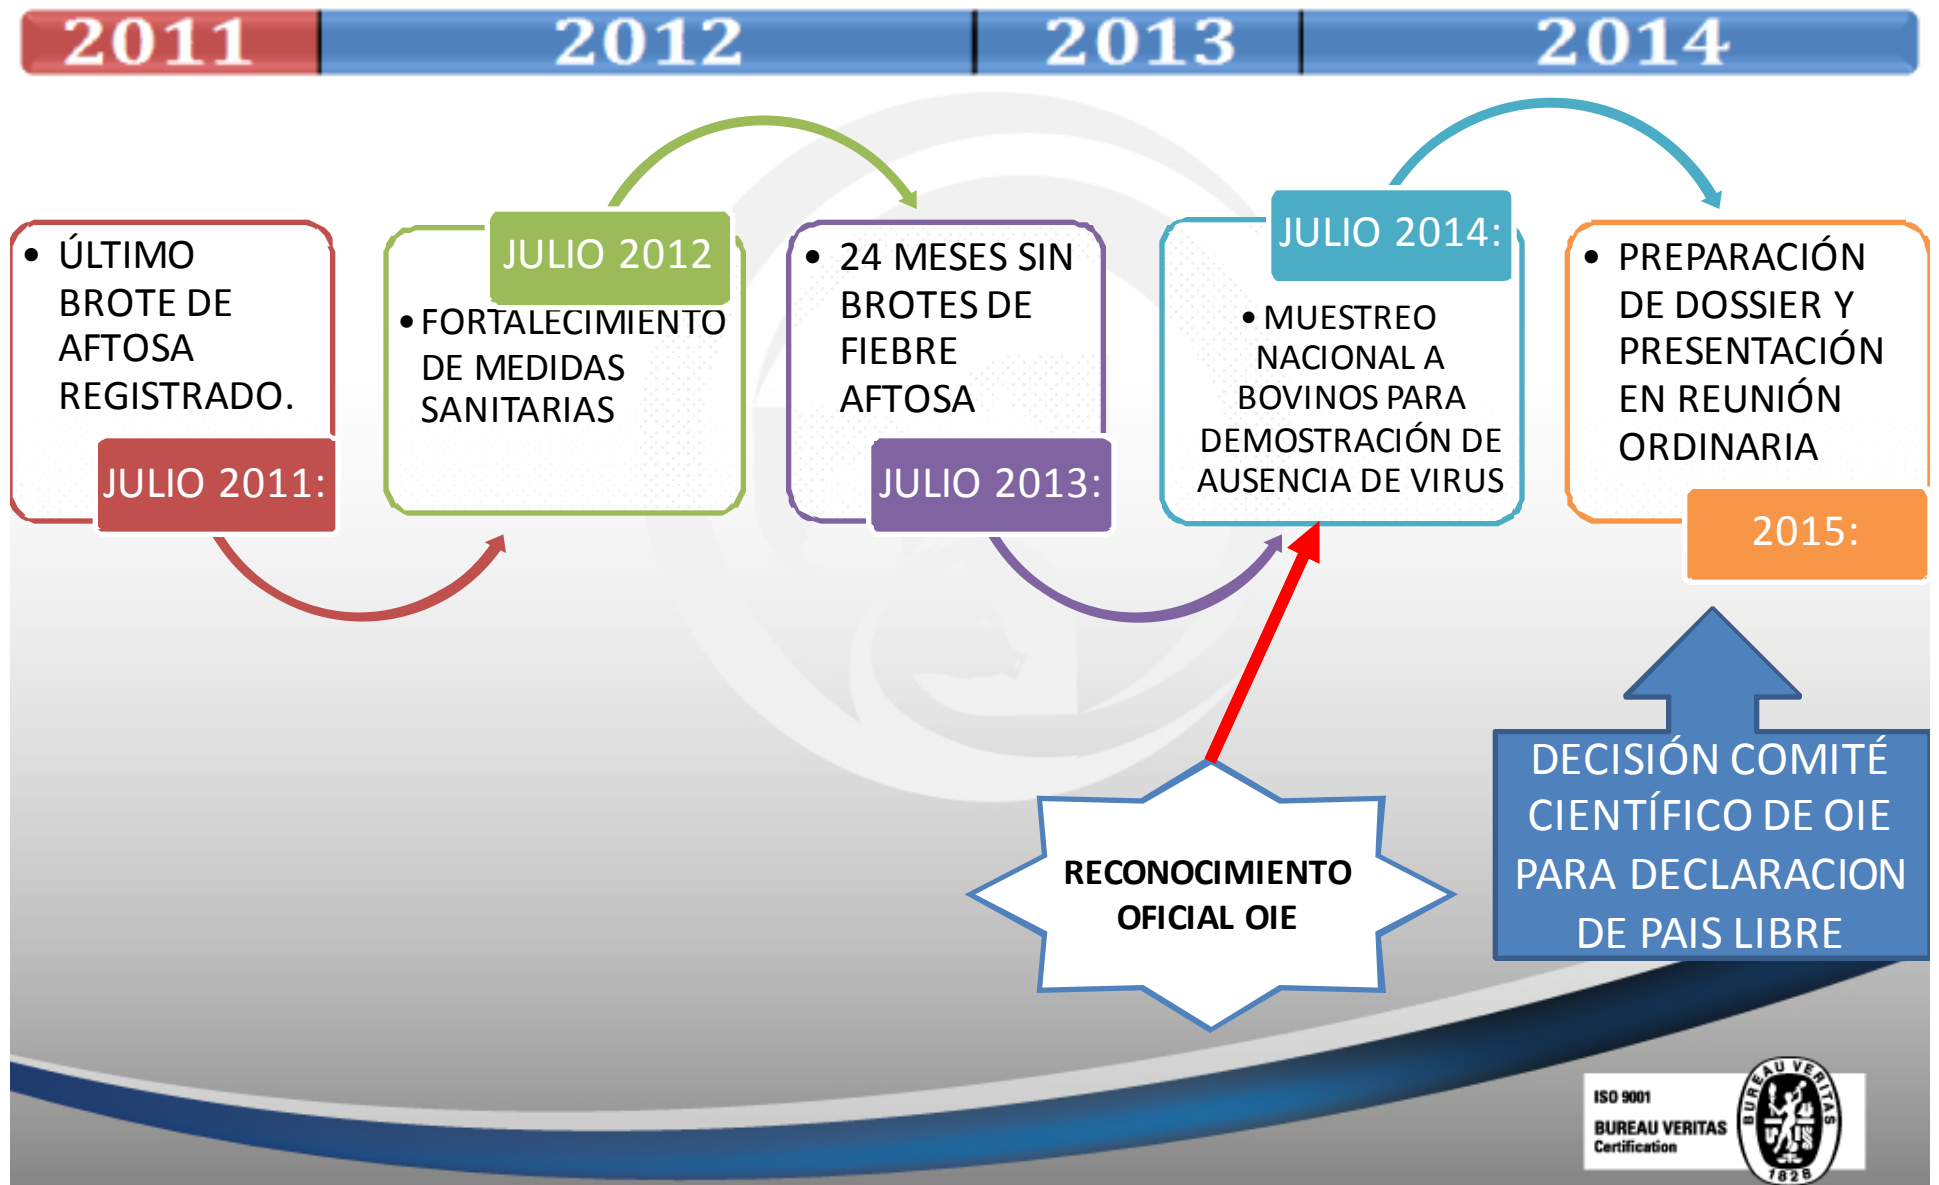 2011
2012
2013
2014
• ÚLTIMO
BROTE DE
AFTOSA
REGISTRADO.
JULIO 2011:
JULIO 2012
• FORTALECIMIENTO
DE MEDIDAS
SANITARIAS
• 24 MESES SIN
BROTES DE
FIEBRE
AFTOSA
JULIO 2013:
JULIO 2014:
• MUESTREO
NACIONAL A
BOVINOS PARA
DEMOSTRACIÓN DE
AUSENCIA DE VIRUS
• PREPARACIÓN
DE DOSSIER Y
PRESENTACIÓN
EN REUNIÓN
ORDINARIA
2015:
RECONOCIMIENTO
OFICIAL OIE
DECISIÓN COMITÉ
CIENTÍFICO DE OIE
PARA DECLARACION
DE PAIS LIBRE
ISO 9001
BUREAU VERITAS
Certification
BUREAU VERITAS
1828